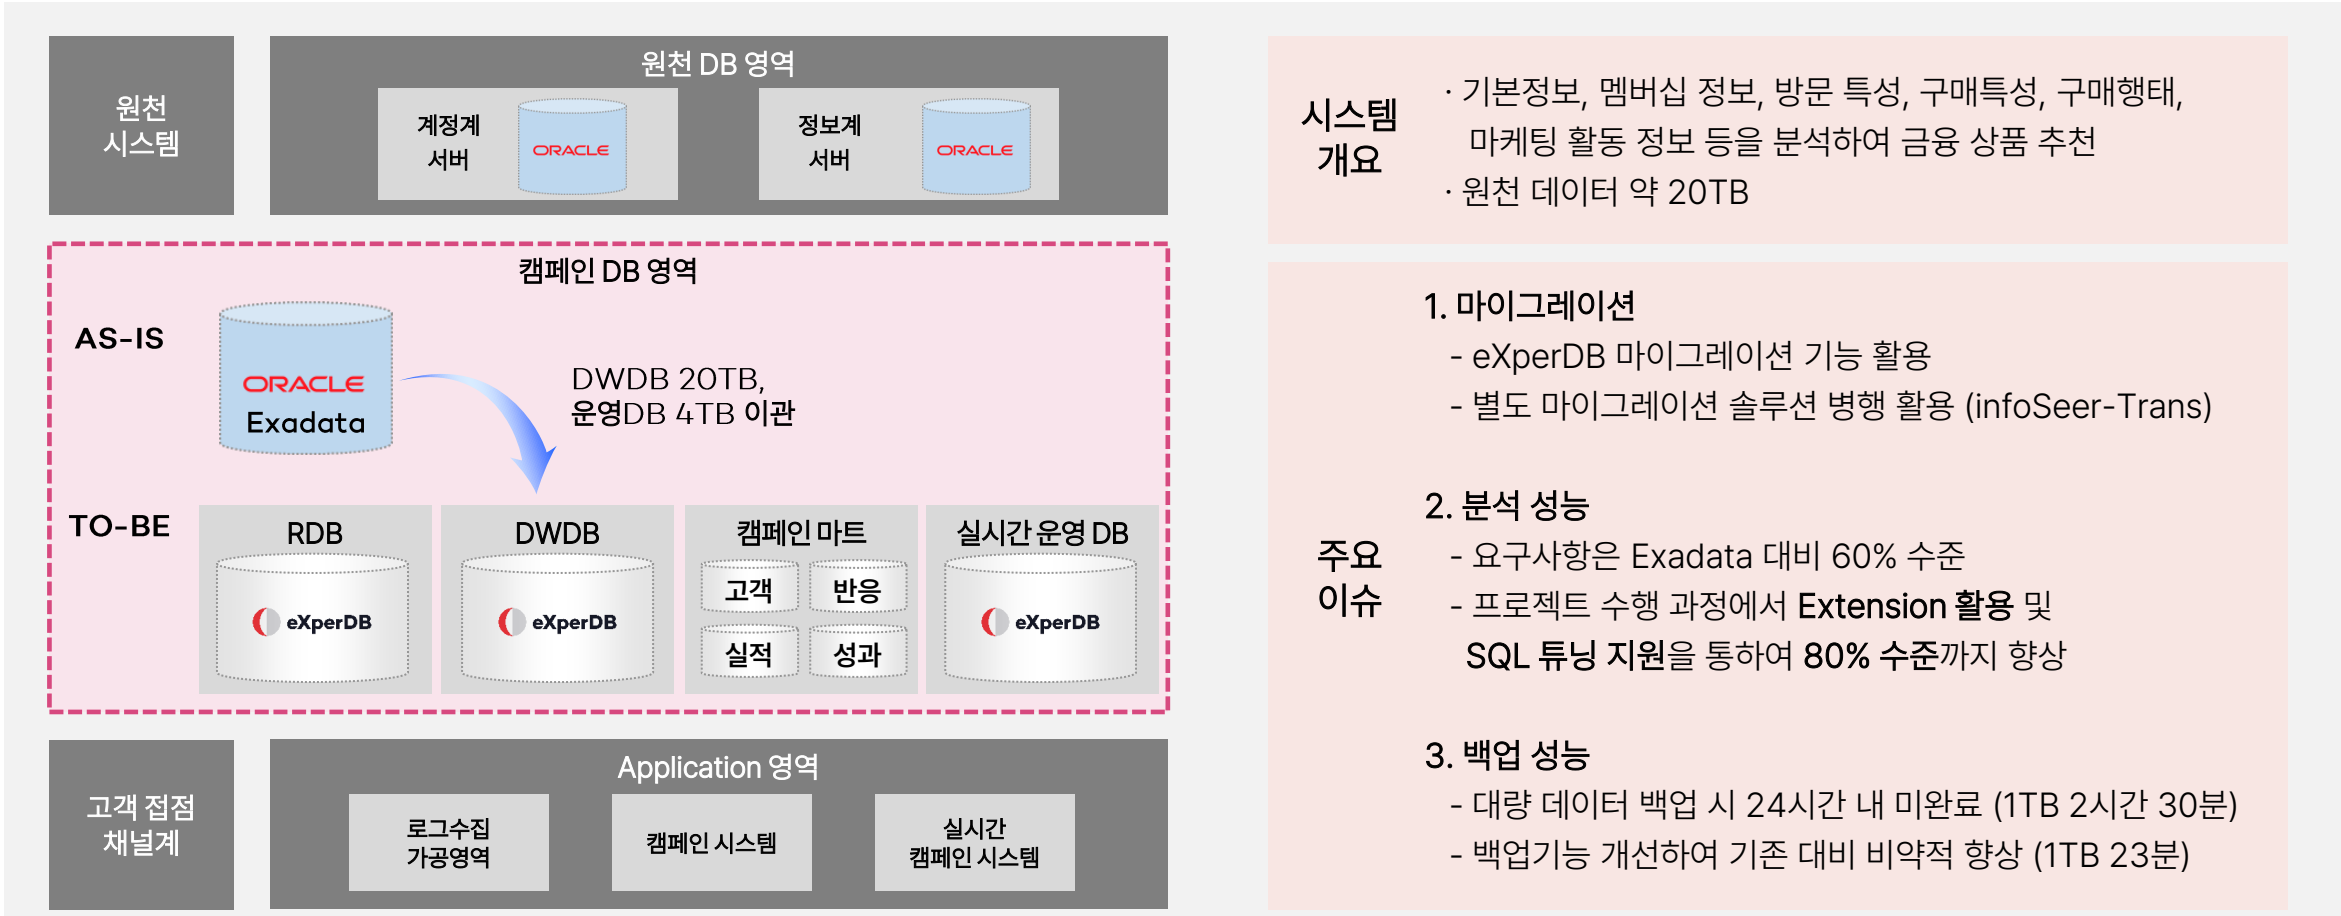 원천
시스템
원천 DB 영역
계정계
서버
ORACLE
정보계
서버
ORACLE
캠페인 DB 영역
AS-IS
ORACLE
Exadata
DWDB 20TB,
운영DB 4TB 이관
TO-BE
RDB
eXperDB
DWDB
eXperDB
캠페인 마트
고객
반응
실적
성과
실시간 운영 DB
eXperDB
고객 접점
채널계
Application 영역
로그수집
가공영역
캠페인 시스템
실시간
캠페인 시스템
시스템
개요
· 기본정보, 멤버십 정보, 방문 특성, 구매특성, 구매행태,
마케팅 활동 정보 등을 분석하여 금융 상품 추천
· 원천 데이터 약 20TB
주요
이슈
1. 마이그레이션
- eXperDB 마이그레이션 기능 활용
- 별도 마이그레이션 솔루션 병행 활용 (infoSeer-Trans)
2. 분석 성능
- 요구사항은 Exadata 대비 60% 수준
- 프로젝트 수행 과정에서 Extension 활용 및
SQL 튜닝 지원을 통하여 80% 수준까지 향상
3. 백업 성능
- 대량 데이터 백업 시 24시간 내 미완료 (1TB 2시간 30분)
- 백업기능 개선하여 기존 대비 비약적 향상 (1TB 23분)